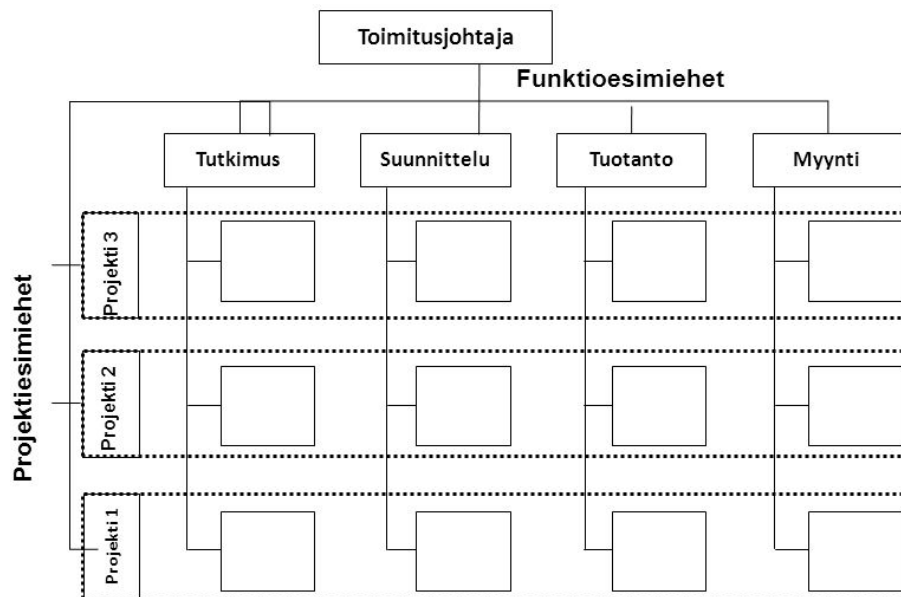 Toimitusjohtaja
Funktioesimiehet
Tutkimus
Suunnittelu
Tuotanto
Myynti
Projektiesimiehet
Projekti 3
Projekti 2
Projekti 1